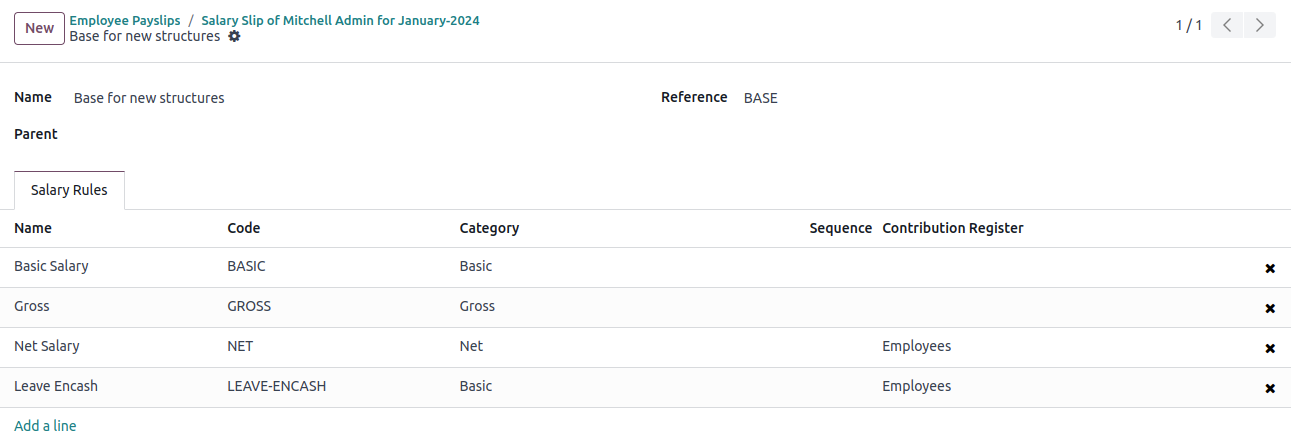 New Employee Payslips / Salary Slip of Mitchell Admin for January-2024
Base for new structures
1 / 1
Name Base for new structures Reference BASE
Parent
Salary Rules
Name Code Category Sequence Contribution Register
Basic Salary BASIC Basic
Gross GROSS Gross
Net Salary NET Net Employees
Leave Encash LEAVE-ENCASH Basic Employees
Add a line